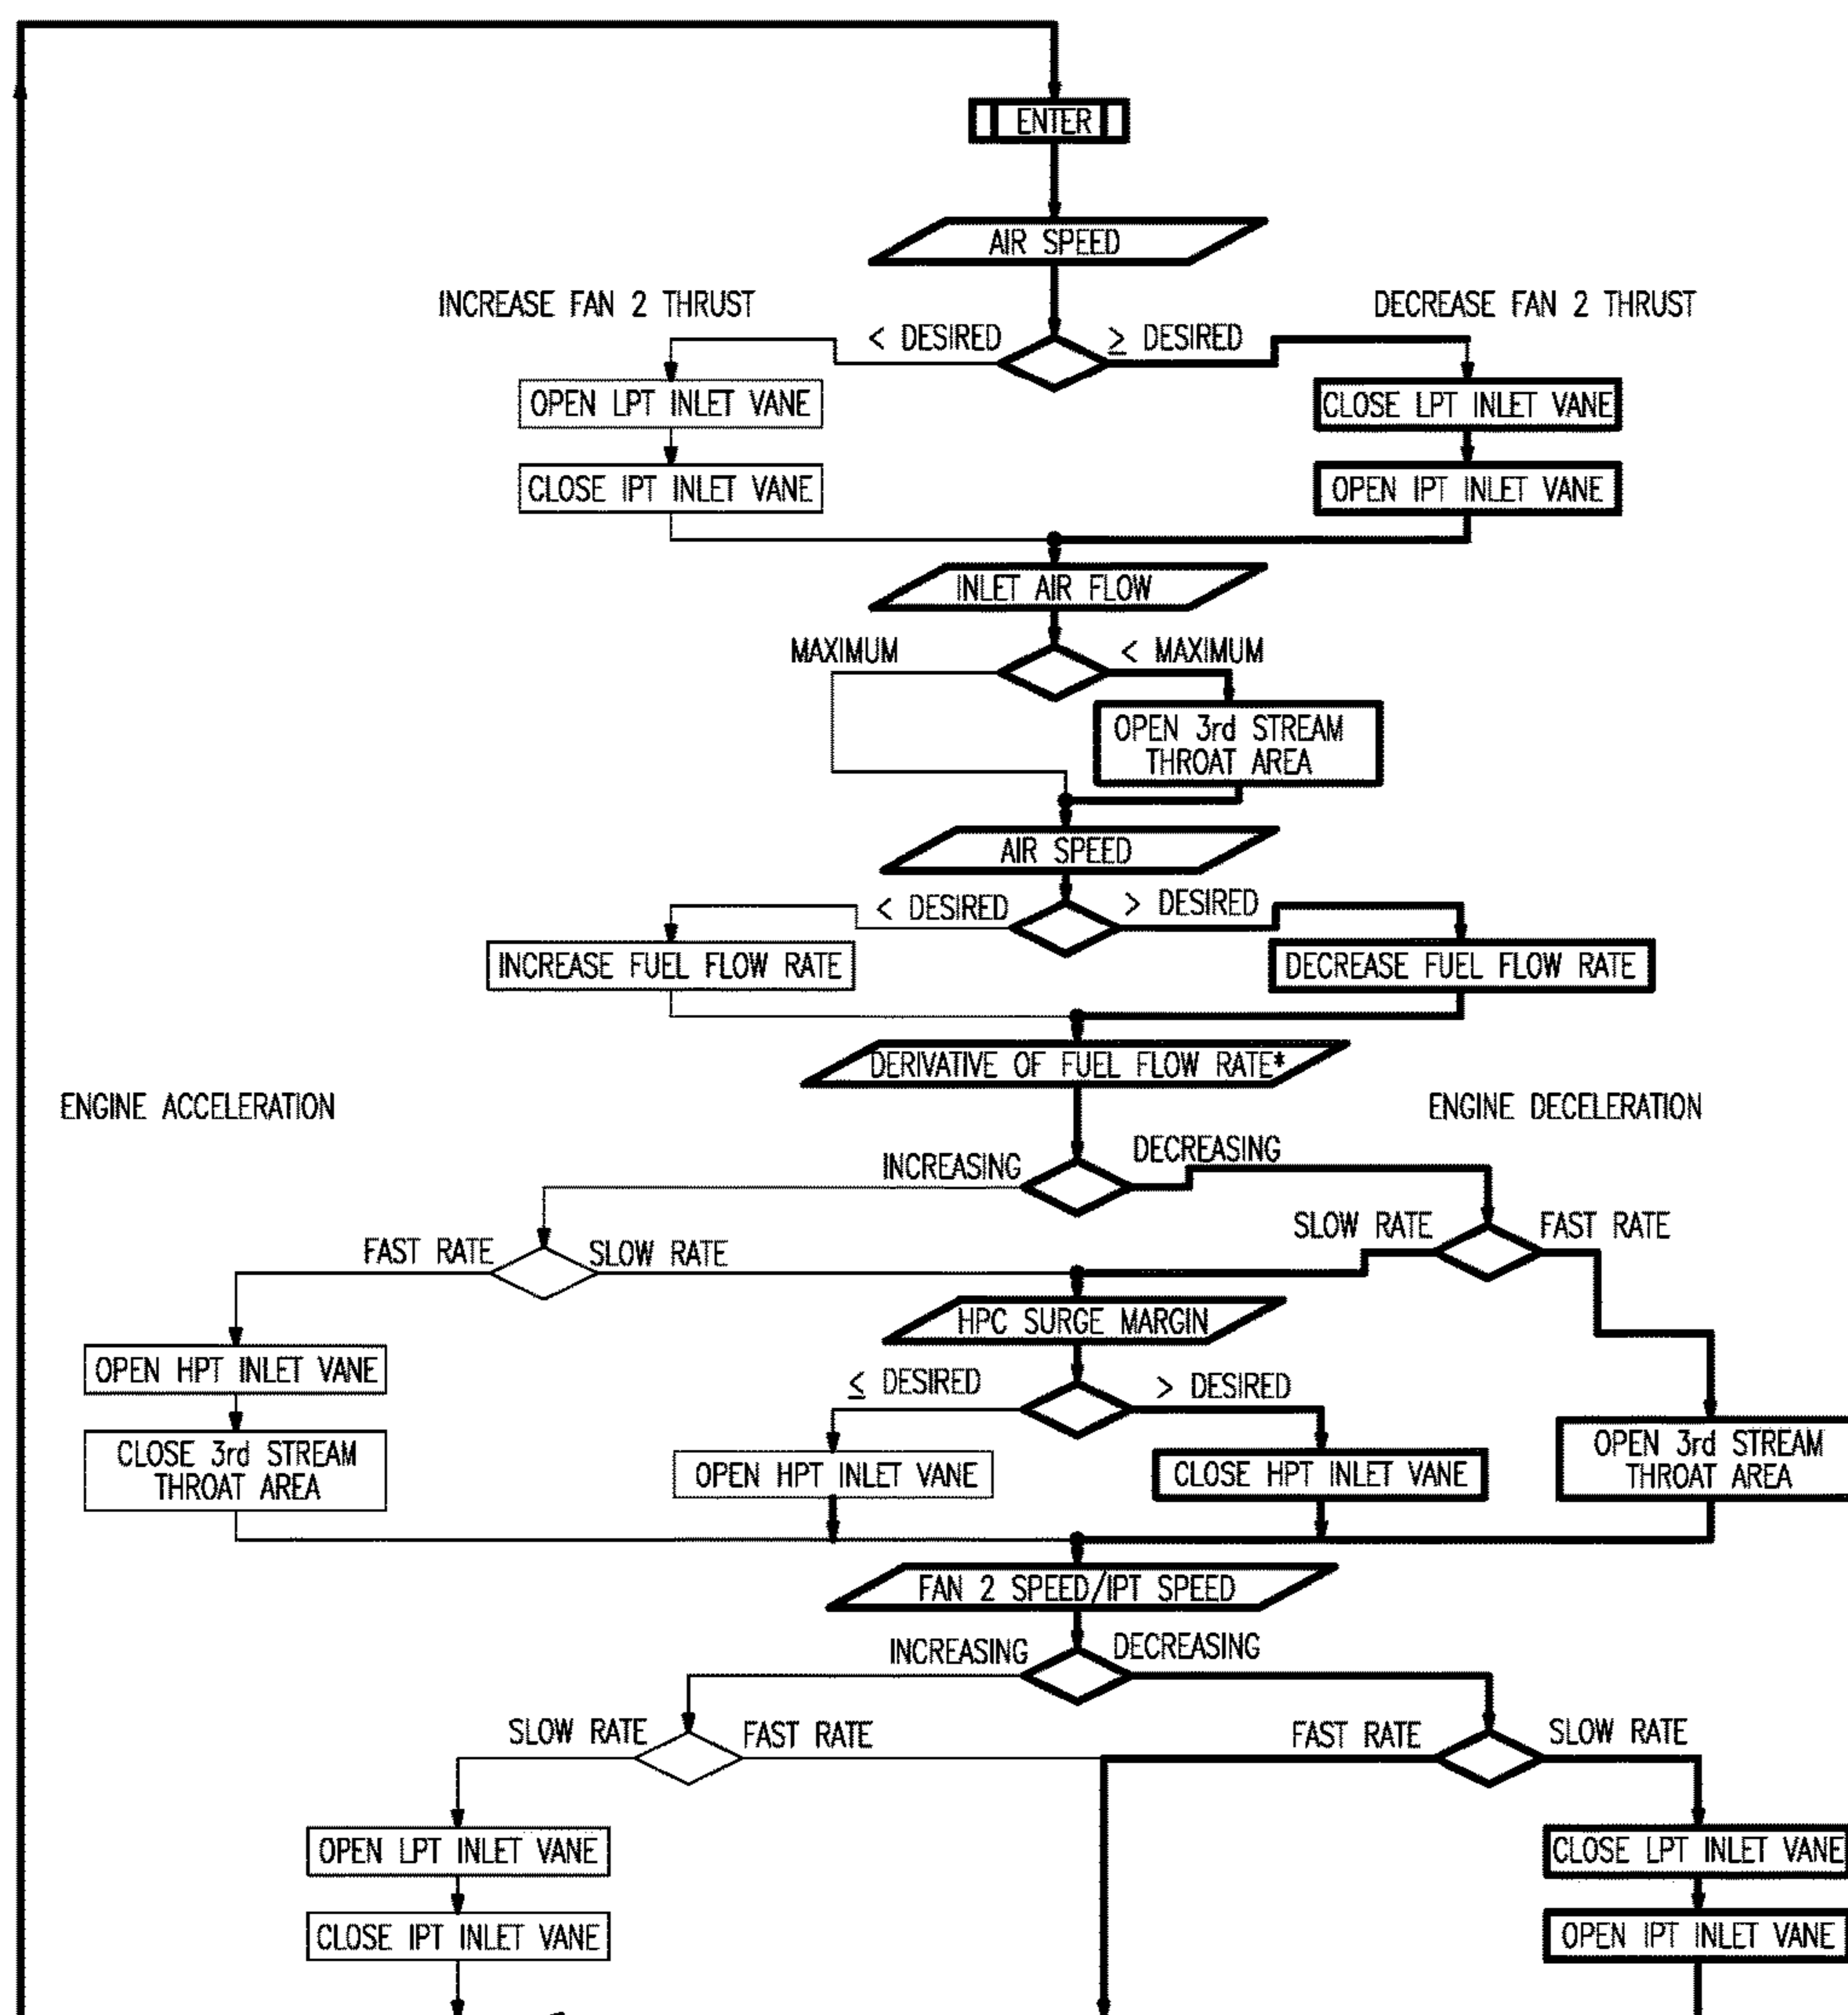 ENTER
AIR SPEED
INCREASE FAN 2 THRUST
DECREASE FAN 2 THRUST
< DESIRED
≥ DESIRED
OPEN LPT INLET VANE
CLOSE LPT INLET VANE
CLOSE IPT INLET VANE
OPEN IPT INLET VANE
INLET AIR FLOW
MAXIMUM
< MAXIMUM
OPEN 3rd STREAM
THROAT AREA
AIR SPEED
< DESIRED
> DESIRED
INCREASE FUEL FLOW RATE
DECREASE FUEL FLOW RATE
DERIVATIVE OF FUEL FLOW RATE*
ENGINE ACCELERATION
ENGINE DECELERATION
INCREASING
DECREASING
SLOW RATE
FAST RATE
FAST RATE
SLOW RATE
HPC SURGE MARGIN
OPEN HPT INLET VANE
≤ DESIRED
> DESIRED
CLOSE 3rd STREAM
THROAT AREA
OPEN HPT INLET VANE
CLOSE HPT INLET VANE
OPEN 3rd STREAM
THROAT AREA
FAN 2 SPEED/IPT SPEED
INCREASING
DECREASING
SLOW RATE
FAST RATE
FAST RATE
SLOW RATE
OPEN LPT INLET VANE
CLOSE LPT INLET VANE
CLOSE IPT INLET VANE
OPEN IPT INLET VANE